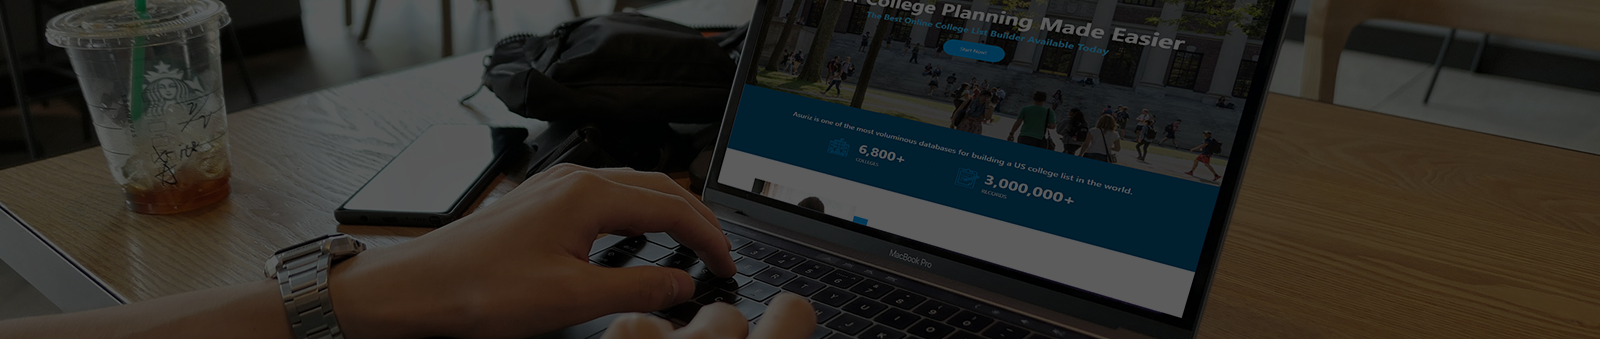 College Planning Made Easier
The Best Online College List Builder Available Today
Start Now!
Asuriz is one of the most voluminous databases for building a US college list in the world.
6,800+
COLLEGES
3,000,000+
RECORDS
MacBook Pro